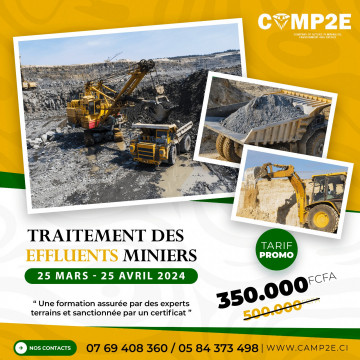 CAMP2E
TRAITEMENT DES
EFFLUENTS MINIERS
25 MARS - 25 AVRIL 2024
“ Une formation assurée par des experts
terrains et sanctionnée par un certificat ”
TARIF
PROMO
350.000 FCFA
500.000
NOS CONTACTS
07 69 408 360 / 05 84 373 498 | WWW.CAMP2E.CI